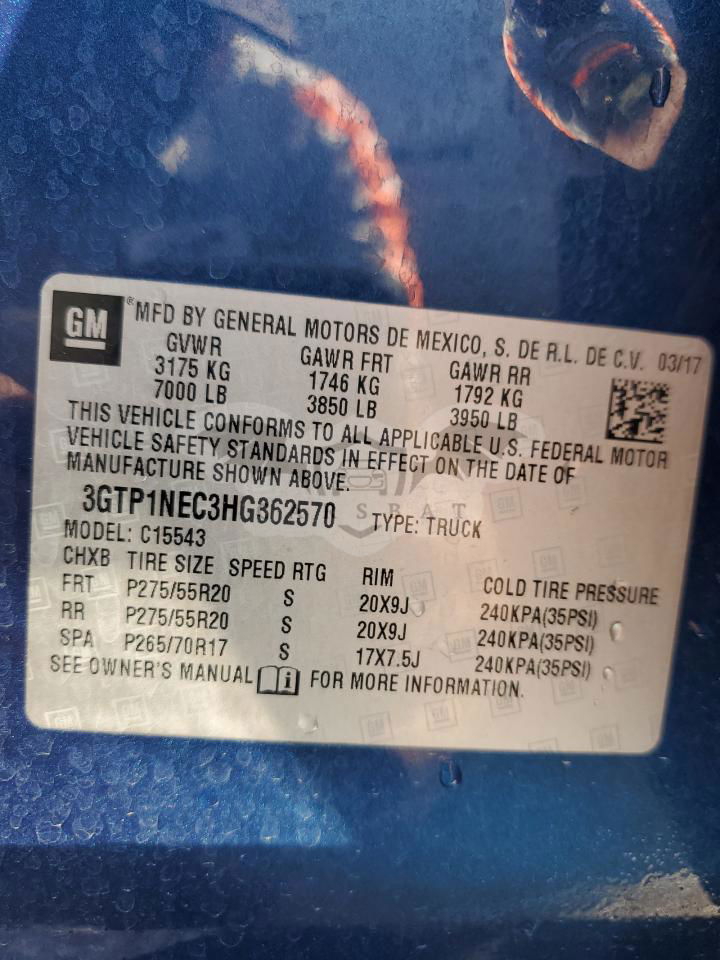 GM
®MFD BY GENERAL MOTORS DE MEXICO, S. DE R.L. DE C.V. 03/17
GVWR GAWR FRT GAWR RR
3175 KG 1746 KG 1792 KG
7000 LB 3850 LB 3950 LB
THIS VEHICLE CONFORMS TO ALL APPLICABLE U.S. FEDERAL MOTOR
VEHICLE SAFETY STANDARDS IN EFFECT ON THE DATE OF
MANUFACTURE SHOWN ABOVE.
SBAT
3GTP1NEC3HG362570 TYPE: TRUCK
MODEL: C15543
CHXB TIRE SIZE SPEED RTG RIM COLD TIRE PRESSURE
FRT P275/55R20 S 20X9J 240KPA(35PSI)
RR P275/55R20 S 20X9J 240KPA(35PSI)
SPA P265/70R17 S 17X7.5J 240KPA(35PSI)
SEE OWNER'S MANUAL i FOR MORE INFORMATION.